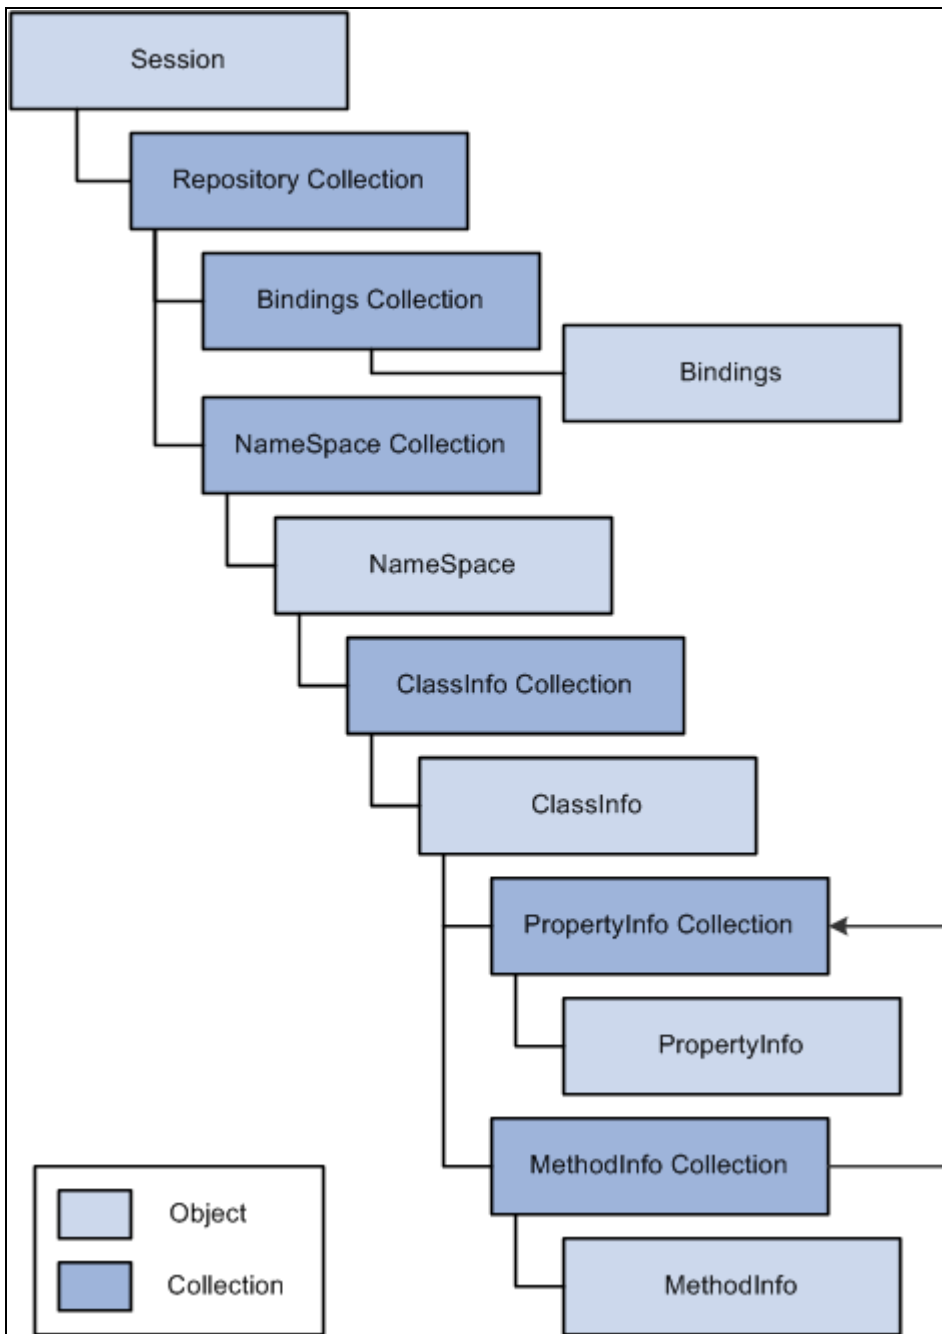 Session
Repository Collection
Bindings Collection
Bindings
NameSpace Collection
NameSpace
ClassInfo Collection
ClassInfo
PropertyInfo Collection
PropertyInfo
MethodInfo Collection
MethodInfo
Object
Collection